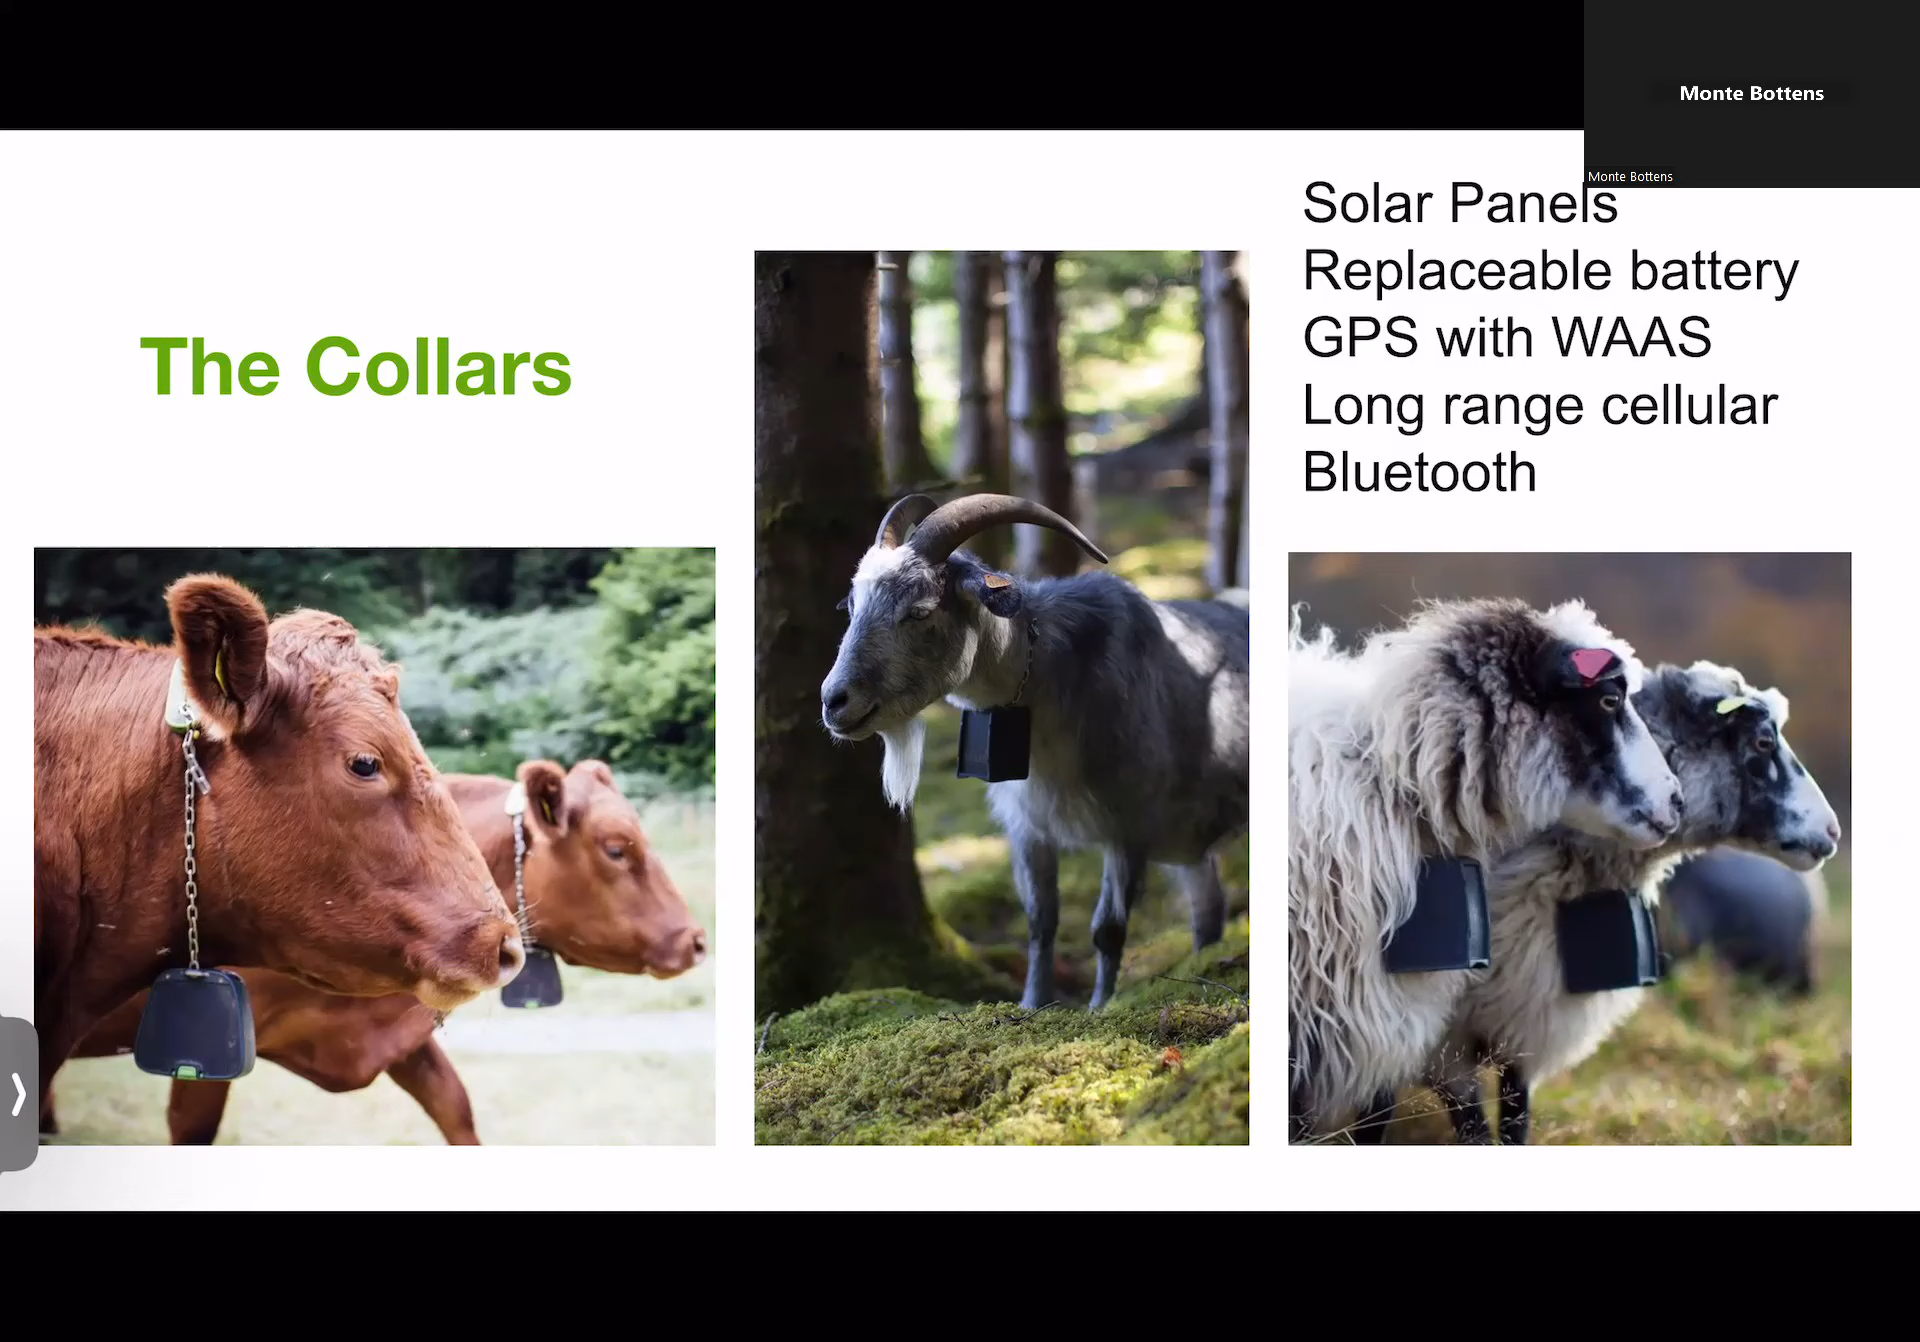 Monte Bottens
Monte Bottens
The Collars
Solar Panels
Replaceable battery
GPS with WAAS
Long range cellular
Bluetooth